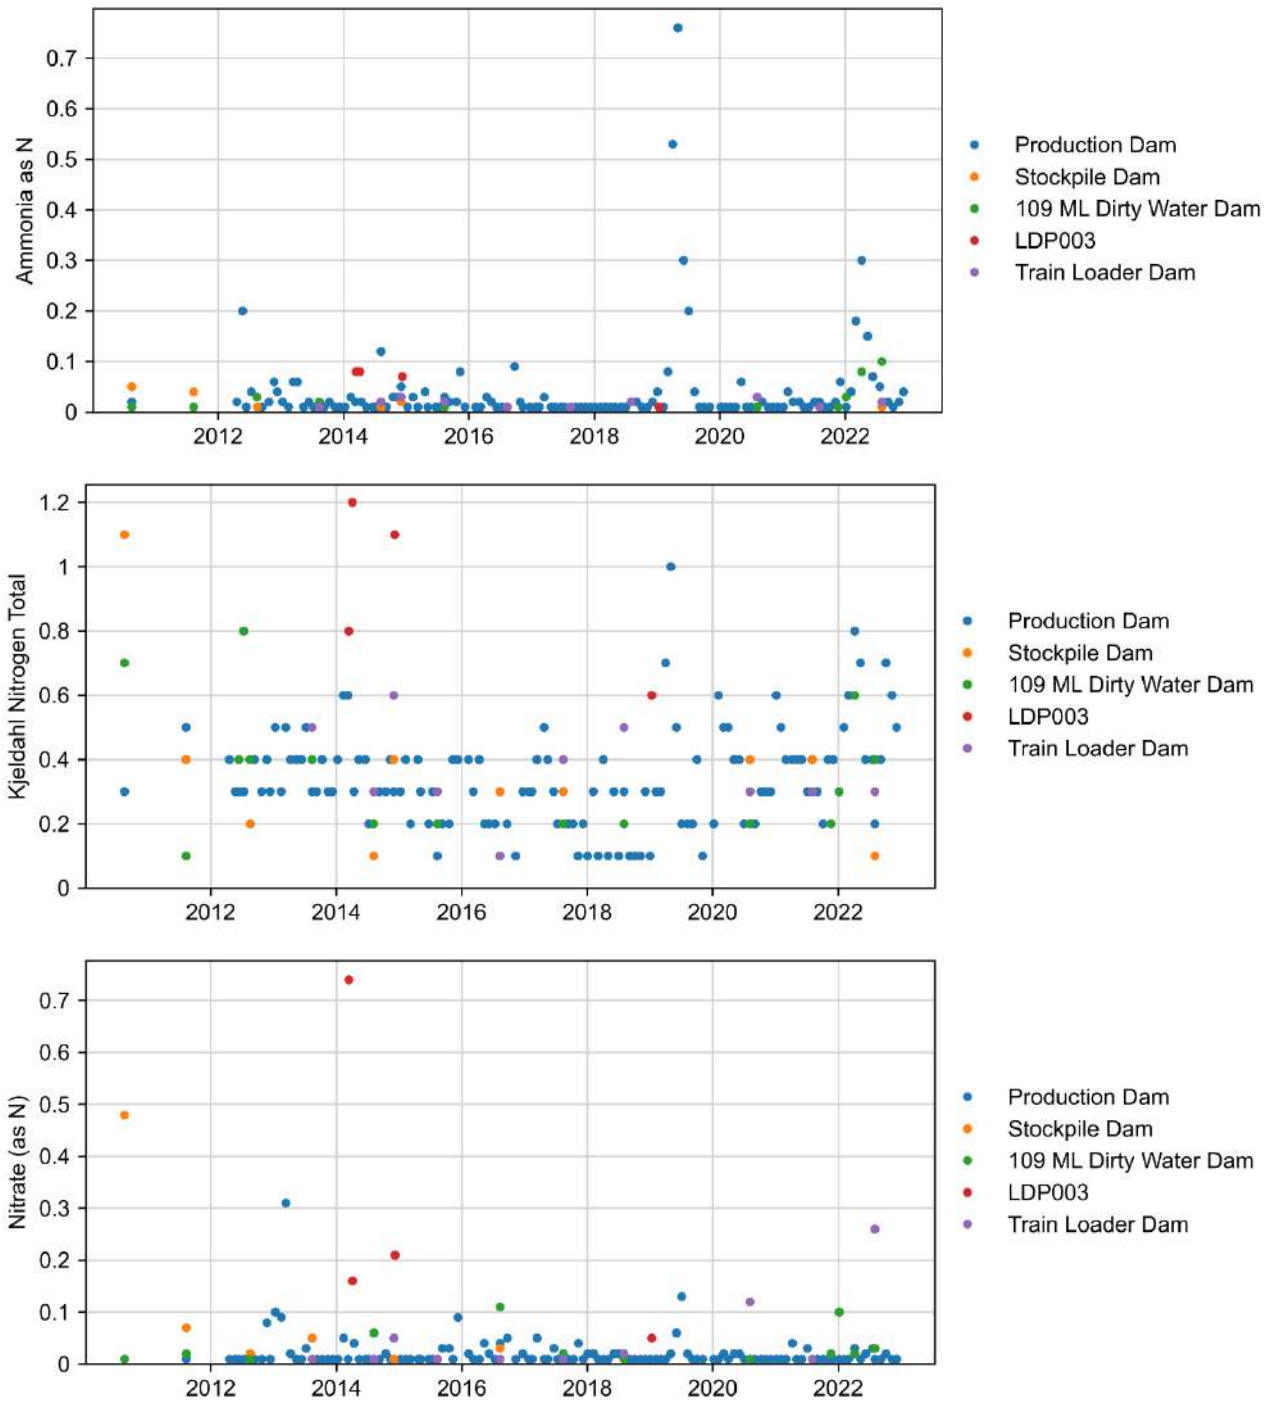 Ammonia as N
0.7
0.6
0.5
0.4
0.3
0.2
0.1
0
2012 2014 2016 2018 2020 2022
Production Dam
Stockpile Dam
109 ML Dirty Water Dam
LDP003
Train Loader Dam
Kjeldahl Nitrogen Total
1.2
1
0.8
0.6
0.4
0.2
0
2012 2014 2016 2018 2020 2022
Production Dam
Stockpile Dam
109 ML Dirty Water Dam
LDP003
Train Loader Dam
Nitrate (as N)
0.7
0.6
0.5
0.4
0.3
0.2
0.1
0
2012 2014 2016 2018 2020 2022
Production Dam
Stockpile Dam
109 ML Dirty Water Dam
LDP003
Train Loader Dam